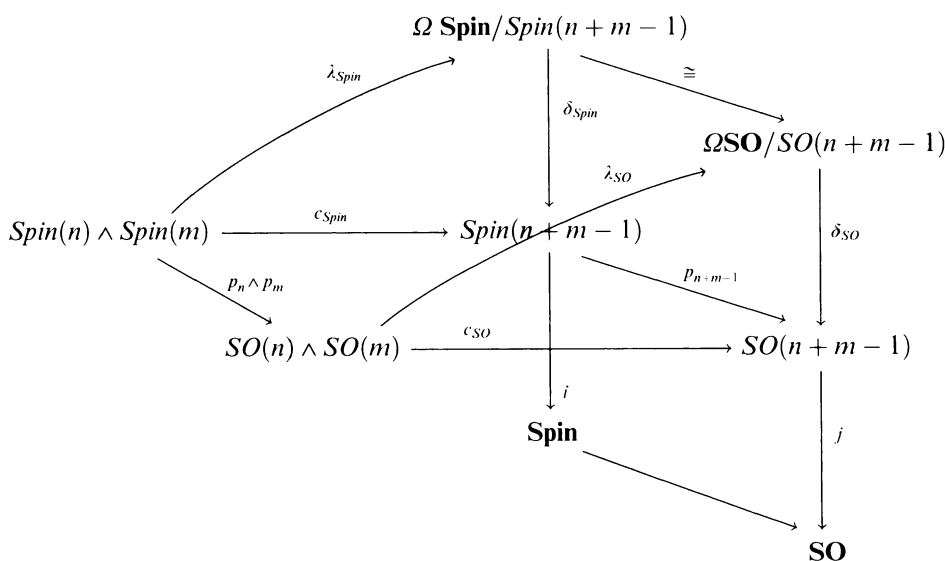 Ω Spin/Spin(n + m − 1)
λ_Spin
≅
δ_Spin
ΩSO/SO(n + m − 1)
λ_SO
Spin(n) ∧ Spin(m)
c_Spin
Spin(n + m − 1)
δ_SO
p_n ∧ p_m
p_{n+m−1}
SO(n) ∧ SO(m)
c_SO
SO(n + m − 1)
i
j
Spin
SO